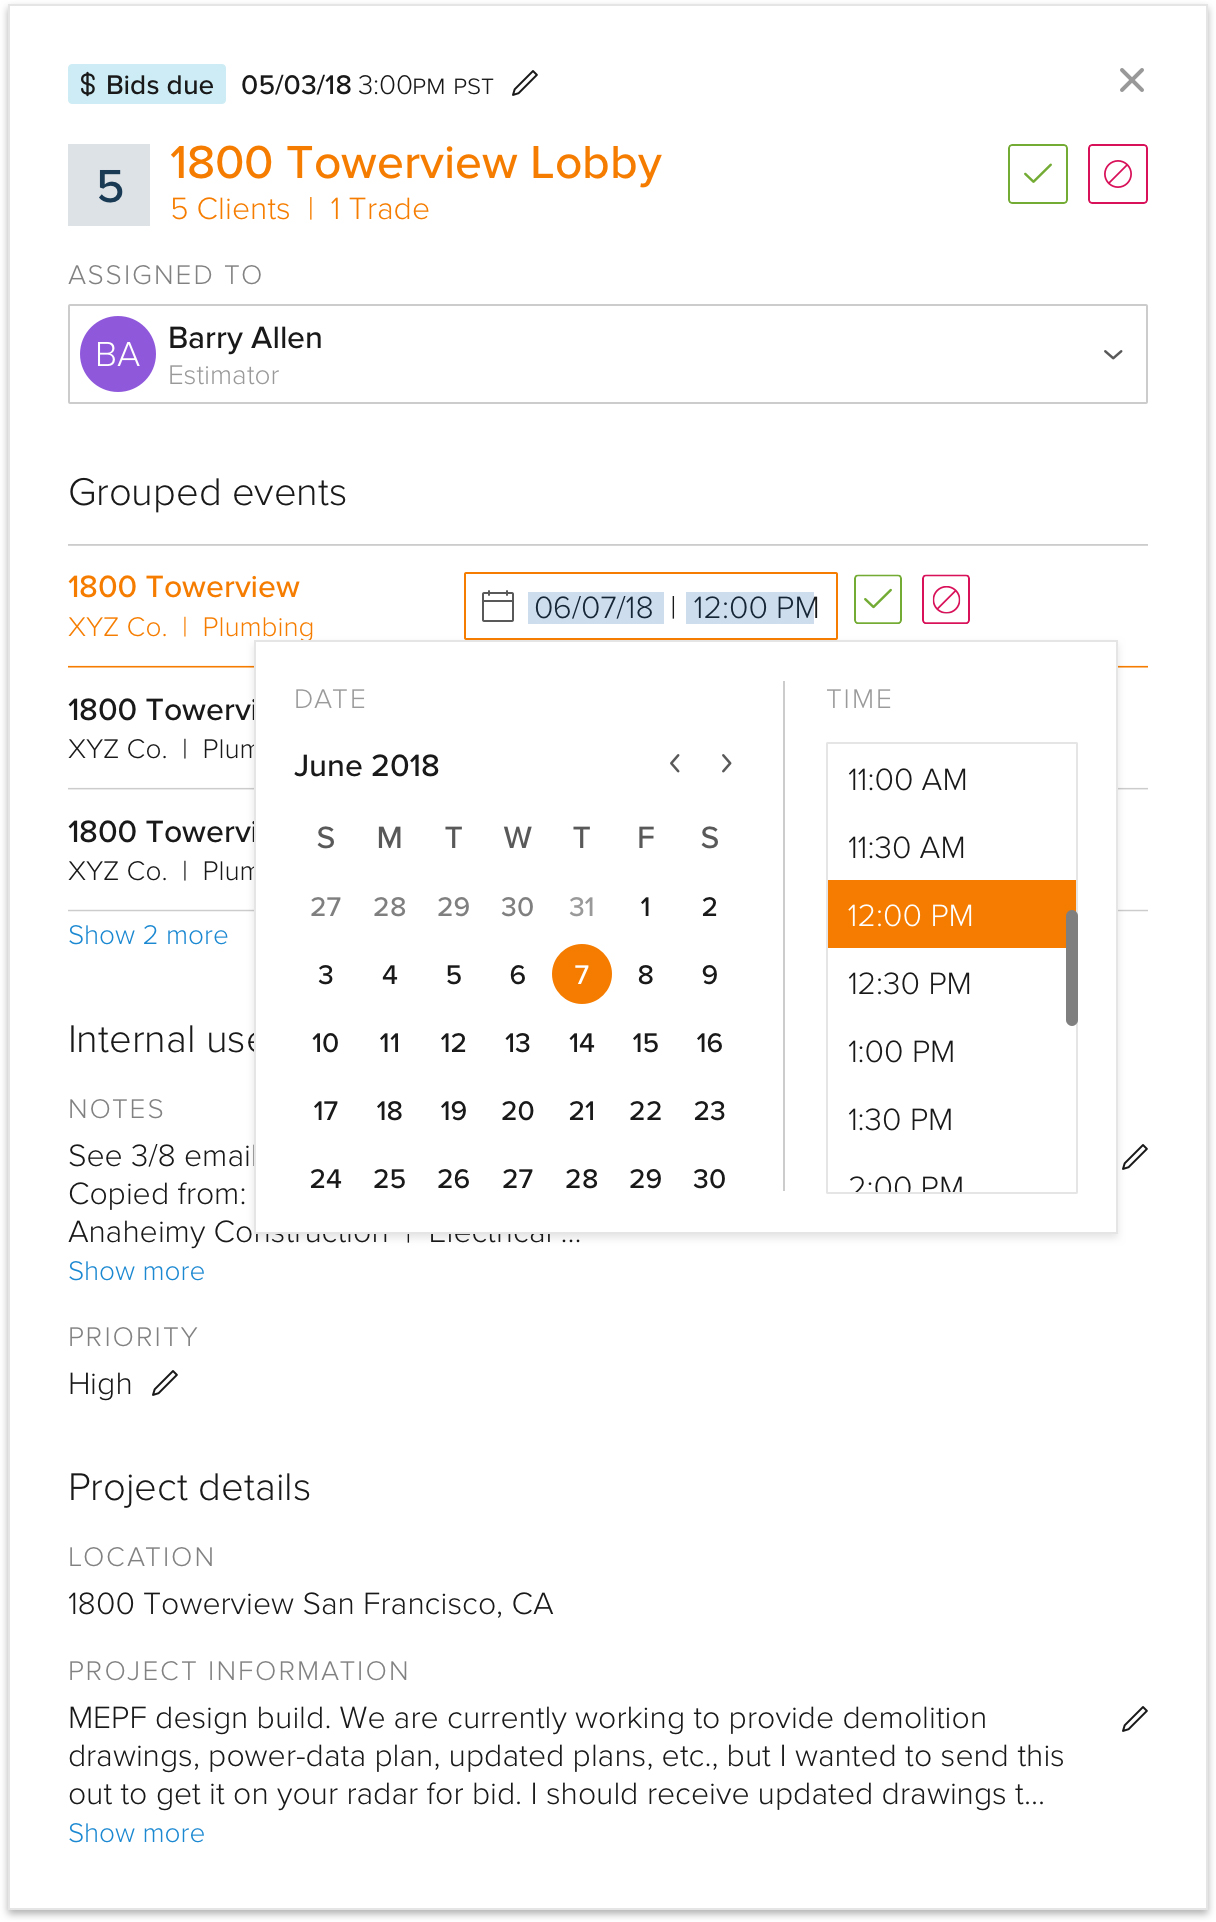 $ Bids due 05/03/18 3:00PM PST
5
1800 Towerview Lobby
5 Clients | 1 Trade
ASSIGNED TO
BA
Barry Allen
Estimator
Grouped events
1800 Towerview
XYZ Co. | Plumbing
06/07/18 | 12:00 PM
1800 Towervi
XYZ Co. | Plum
1800 Towervi
XYZ Co. | Plum
Show 2 more
DATE
June 2018
S M T W T F S
27 28 29 30 31 1 2
3 4 5 6 7 8 9
10 11 12 13 14 15 16
17 18 19 20 21 22 23
24 25 26 27 28 29 30
TIME
11:00 AM
11:30 AM
12:00 PM
12:30 PM
1:00 PM
1:30 PM
2:00 PM
Internal use
NOTES
See 3/8 email
Copied from:
Anaheimy Construction | Electrical ...
Show more
PRIORITY
High
Project details
LOCATION
1800 Towerview San Francisco, CA
PROJECT INFORMATION
MEPF design build. We are currently working to provide demolition
drawings, power-data plan, updated plans, etc., but I wanted to send this
out to get it on your radar for bid. I should receive updated drawings t...
Show more